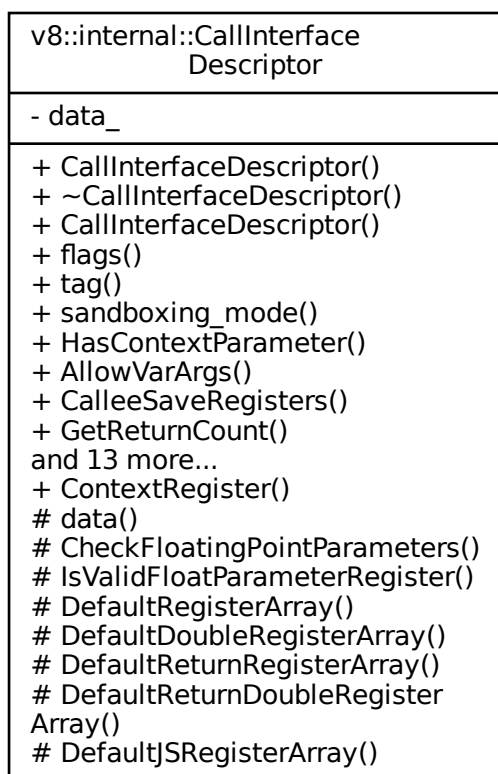 v8::internal::CallInterface
Descriptor
- data_
+ CallInterfaceDescriptor()
+ ~CallInterfaceDescriptor()
+ CallInterfaceDescriptor()
+ flags()
+ tag()
+ sandboxing_mode()
+ HasContextParameter()
+ AllowVarArgs()
+ CalleeSaveRegisters()
+ GetReturnCount()
and 13 more...
+ ContextRegister()
# data()
# CheckFloatingPointParameters()
# IsValidFloatParameterRegister()
# DefaultRegisterArray()
# DefaultDoubleRegisterArray()
# DefaultReturnRegisterArray()
# DefaultReturnDoubleRegister
Array()
# DefaultJSRegisterArray()